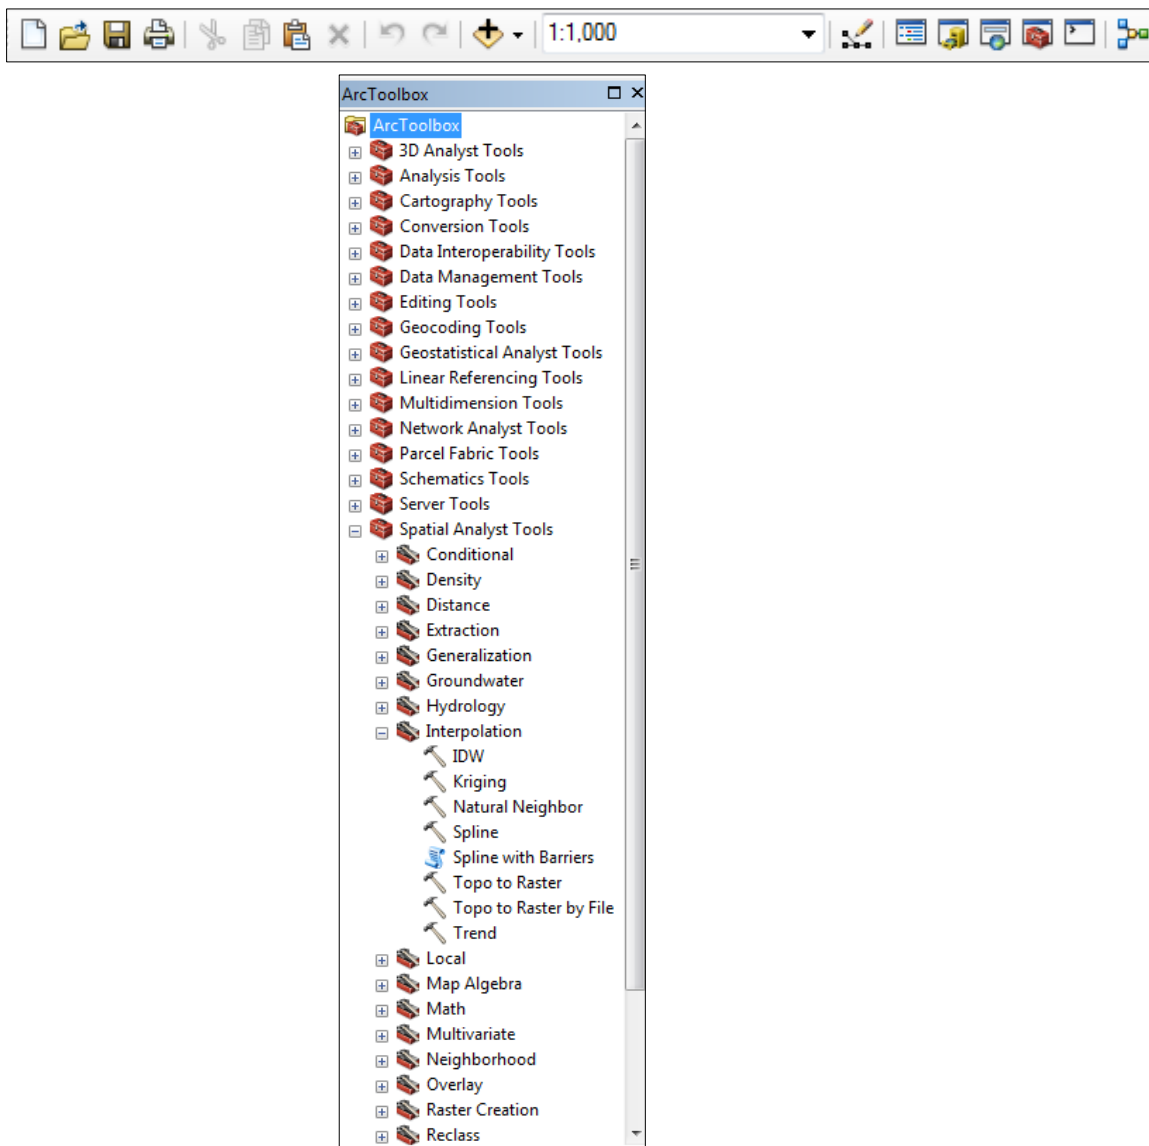 1:1,000
ArcToolbox
ArcToolbox
3D Analyst Tools
Analysis Tools
Cartography Tools
Conversion Tools
Data Interoperability Tools
Data Management Tools
Editing Tools
Geocoding Tools
Geostatistical Analyst Tools
Linear Referencing Tools
Multidimension Tools
Network Analyst Tools
Parcel Fabric Tools
Schematics Tools
Server Tools
Spatial Analyst Tools
Conditional
Density
Distance
Extraction
Generalization
Groundwater
Hydrology
Interpolation
IDW
Kriging
Natural Neighbor
Spline
Spline with Barriers
Topo to Raster
Topo to Raster by File
Trend
Local
Map Algebra
Math
Multivariate
Neighborhood
Overlay
Raster Creation
Reclass